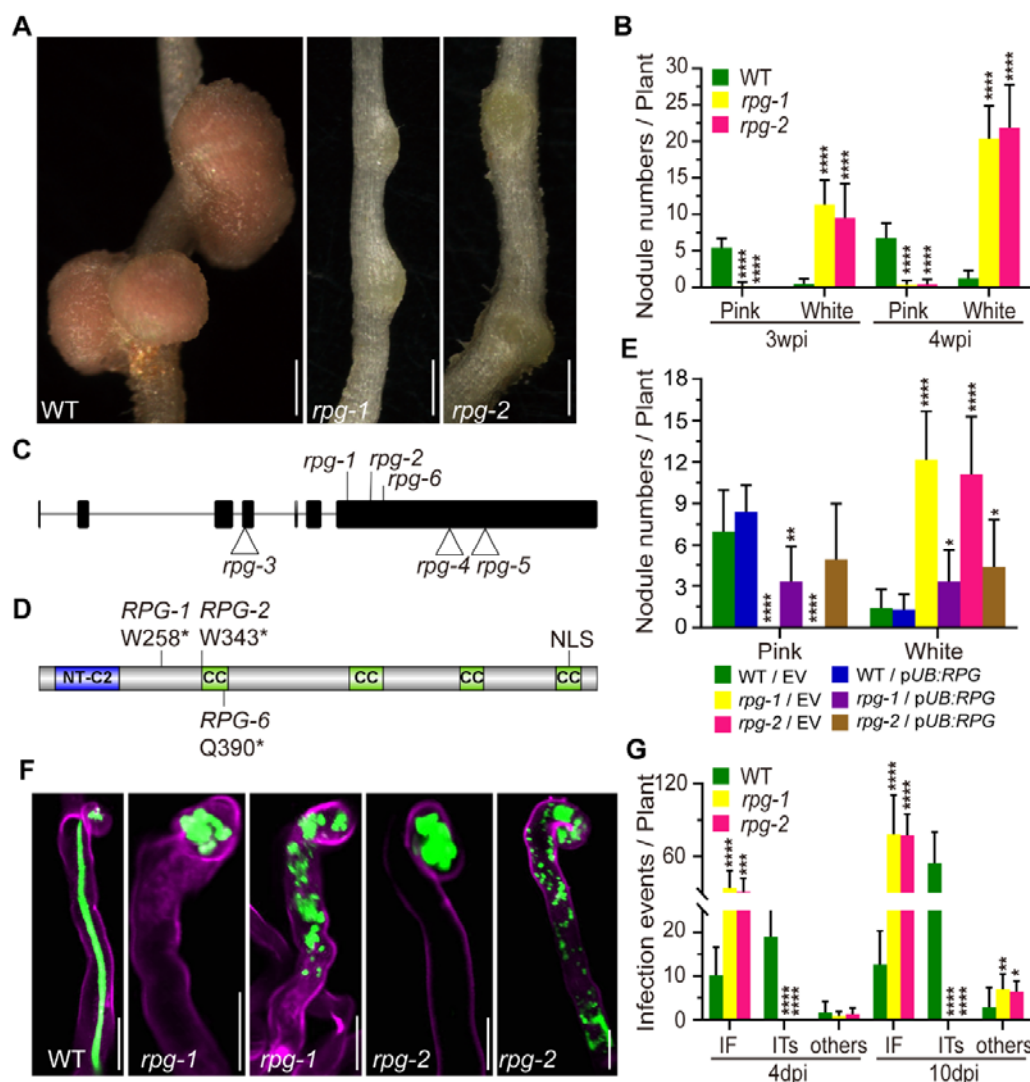 A
WT
rpg-1
rpg-2
B
Nodule numbers / Plant
30
25
20
15
10
5
0
WT
rpg-1
rpg-2
****
****
****
****
****
****
****
****
Pink
White
Pink
White
3wpi
4wpi
C
rpg-1
rpg-2
rpg-6
rpg-3
rpg-4
rpg-5
D
RPG-1
W258*
RPG-2
W343*
NLS
NT-C2
CC
CC
CC
CC
RPG-6
Q390*
E
Nodule numbers / Plant
18
15
12
9
6
3
0
****
**
****
****
*
****
*
Pink
White
WT / EV
WT / pUB:RPG
rpg-1 / EV
rpg-1 / pUB:RPG
rpg-2 / EV
rpg-2 / pUB:RPG
F
WT
rpg-1
rpg-1
rpg-2
rpg-2
G
Infection events / Plant
120
60
20
10
0
WT
rpg-1
rpg-2
****
***
****
****
****
****
****
****
**
*
IF
ITs
others
IF
ITs
others
4dpi
10dpi